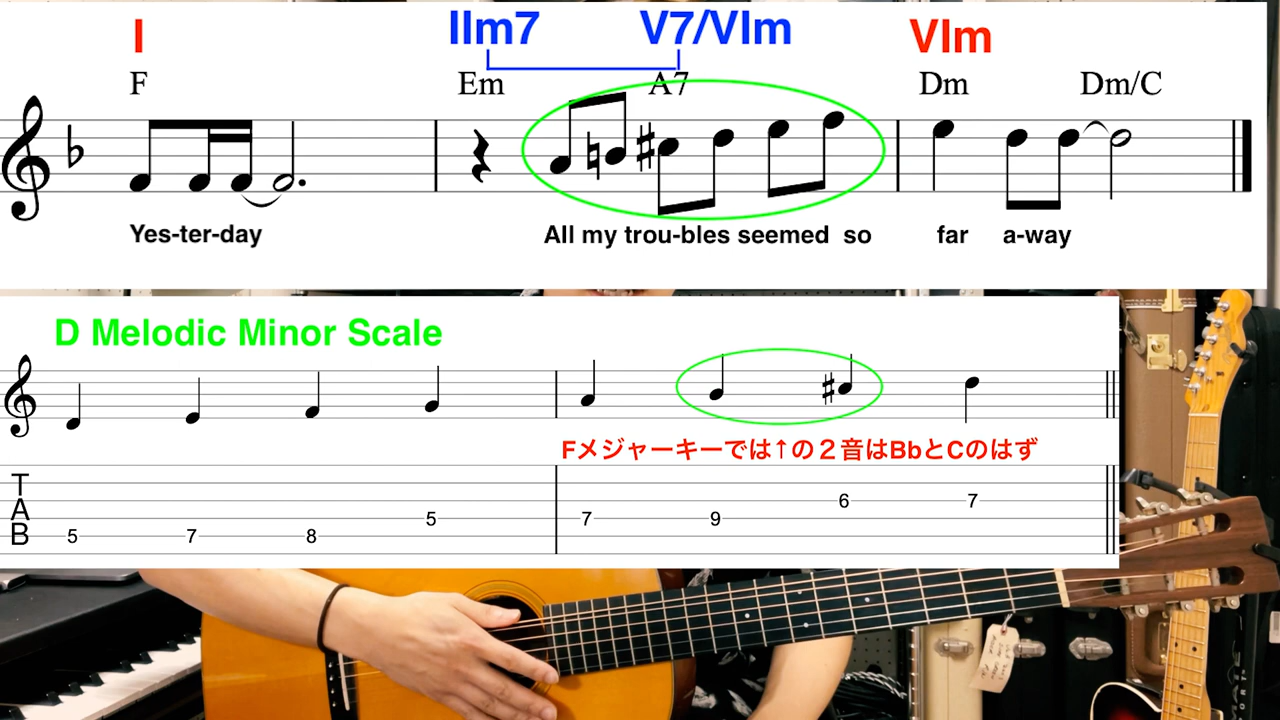 I IIm7 V7/VIm VIm
F Em A7 Dm Dm/C
Yes-ter-day All my trou-bles seemed so far a-way
D Melodic Minor Scale
Fメジャーキーでは↑の２音はBbとCのはず
T
A
B
5 7 8 5 7 9 6 7